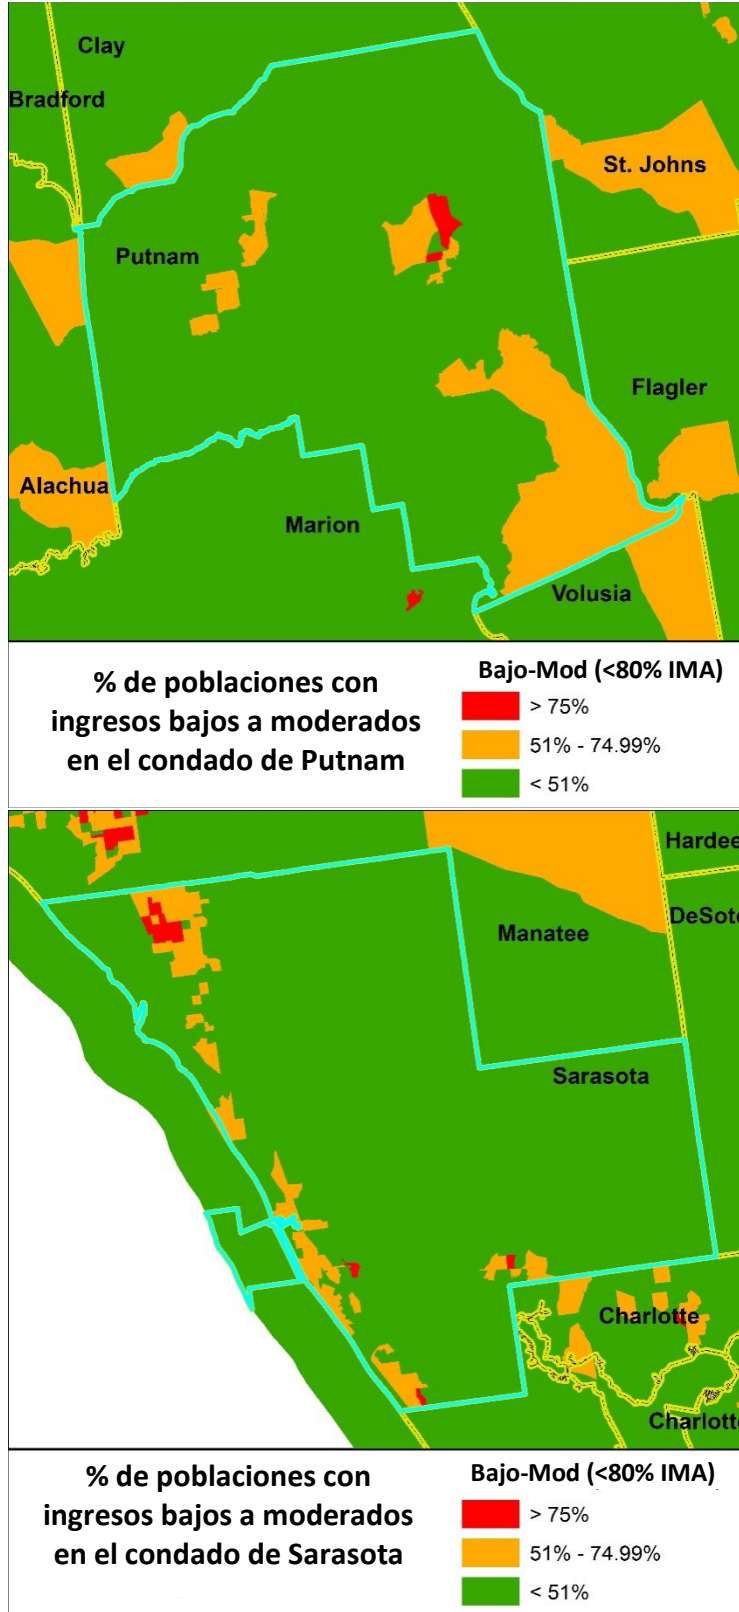 Clay
Bradford
St. Johns
Putnam
Flagler
Alachua
Marion
Volusia
% de poblaciones con
ingresos bajos a moderados
en el condado de Putnam
Bajo-Mod (<80% IMA)
> 75%
51% - 74.99%
< 51%
Hardee
DeSoto
Manatee
Sarasota
Charlotte
Charlotte
% de poblaciones con
ingresos bajos a moderados
en el condado de Sarasota
Bajo-Mod (<80% IMA)
> 75%
51% - 74.99%
< 51%